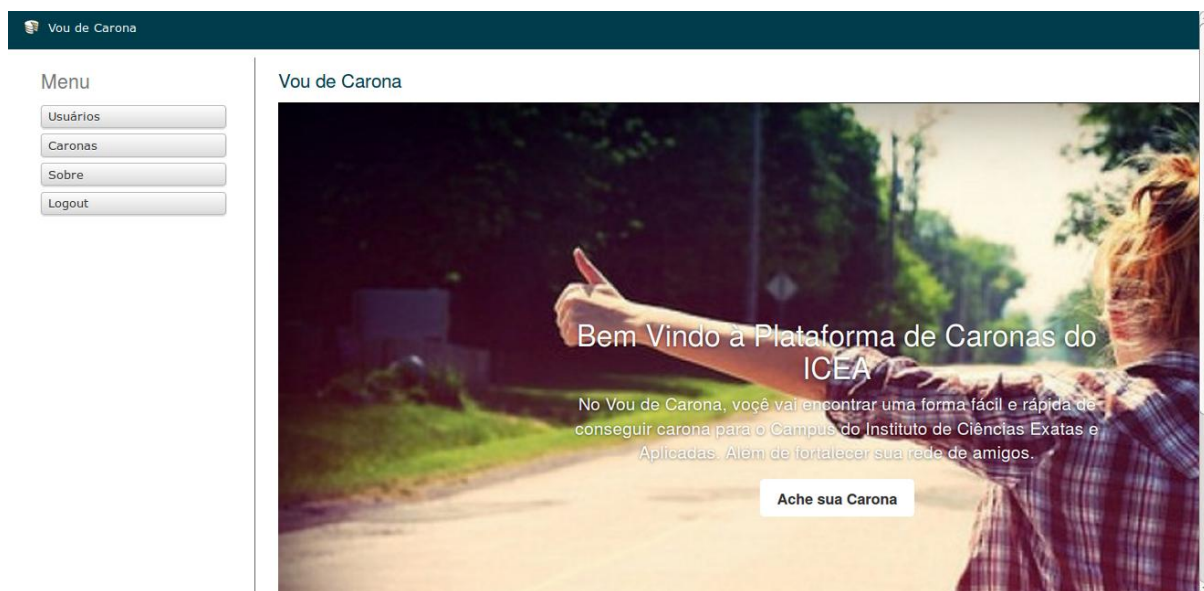 Vou de Carona
Menu
Usuários
Caronas
Sobre
Logout
Vou de Carona
Bem Vindo à Plataforma de Caronas do
ICEA
No Vou de Carona, voçê vai encontrar uma forma fácil e rápida de
conseguir carona para o Campus do Instituto de Ciências Exatas e
Aplicadas. Além de fortalecer sua rede de amigos.
Ache sua Carona